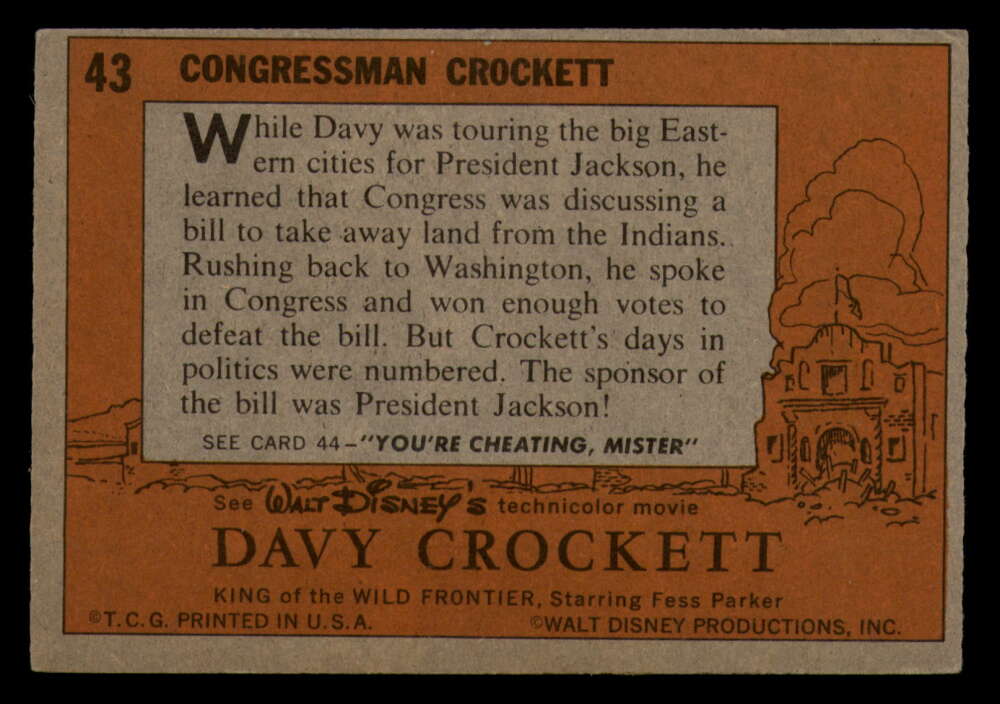 43 CONGRESSMAN CROCKETT
While Davy was touring the big East-
ern cities for President Jackson, he
learned that Congress was discussing a
bill to take away land from the Indians.
Rushing back to Washington, he spoke
in Congress and won enough votes to
defeat the bill. But Crockett's days in
politics were numbered. The sponsor of
the bill was President Jackson!
SEE CARD 44–"YOU'RE CHEATING, MISTER"
See WALT DISNEY'S technicolor movie
DAVY CROCKETT
KING of the WILD FRONTIER, Starring Fess Parker
©T.C.G. PRINTED IN U.S.A. ©WALT DISNEY PRODUCTIONS, INC.